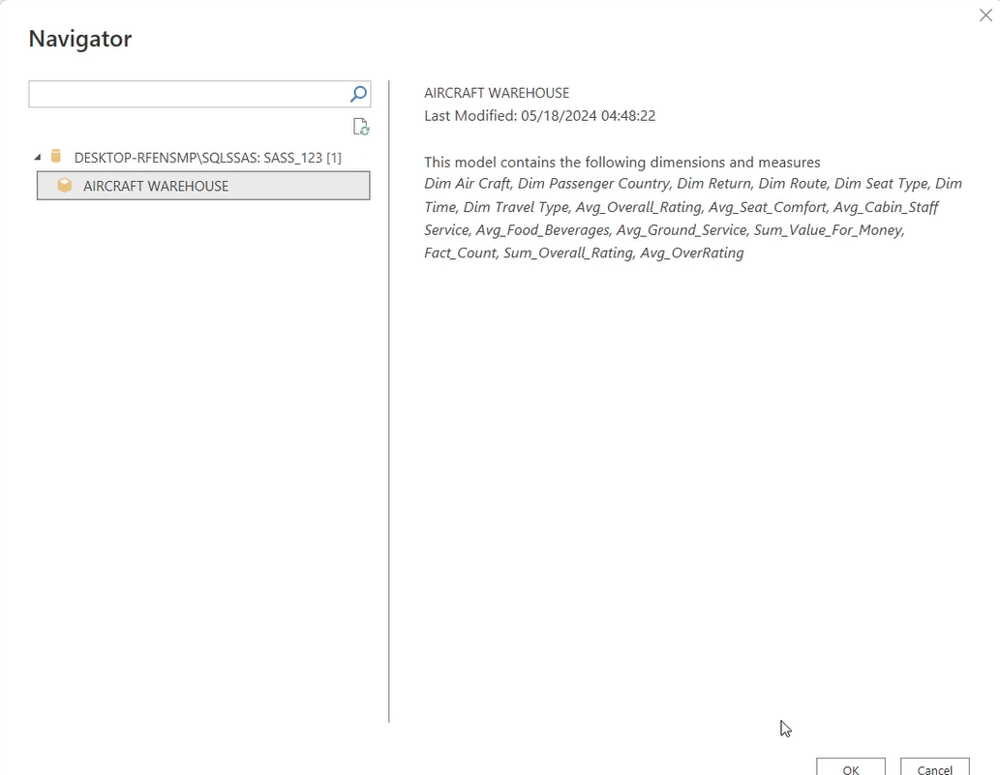 Navigator
DESKTOP-RFENSMP\SQLSSAS: SASS_123 [1]
AIRCRAFT WAREHOUSE
AIRCRAFT WAREHOUSE
Last Modified: 05/18/2024 04:48:22
This model contains the following dimensions and measures
Dim Air Craft, Dim Passenger Country, Dim Return, Dim Route, Dim Seat Type, Dim
Time, Dim Travel Type, Avg_Overall_Rating, Avg_Seat_Comfort, Avg_Cabin_Staff
Service, Avg_Food_Beverages, Avg_Ground_Service, Sum_Value_For_Money,
Fact_Count, Sum_Overall_Rating, Avg_OverRating
OK Cancel